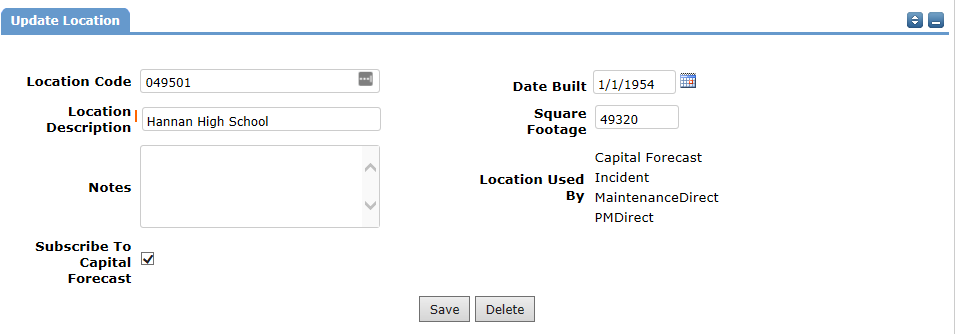 Update Location
Location Code 049501
Location Description Hannan High School
Notes
Subscribe To Capital Forecast
Date Built 1/1/1954
Square Footage 49320
Location Used By
Capital Forecast
Incident
MaintenanceDirect
PMDirect
Save Delete